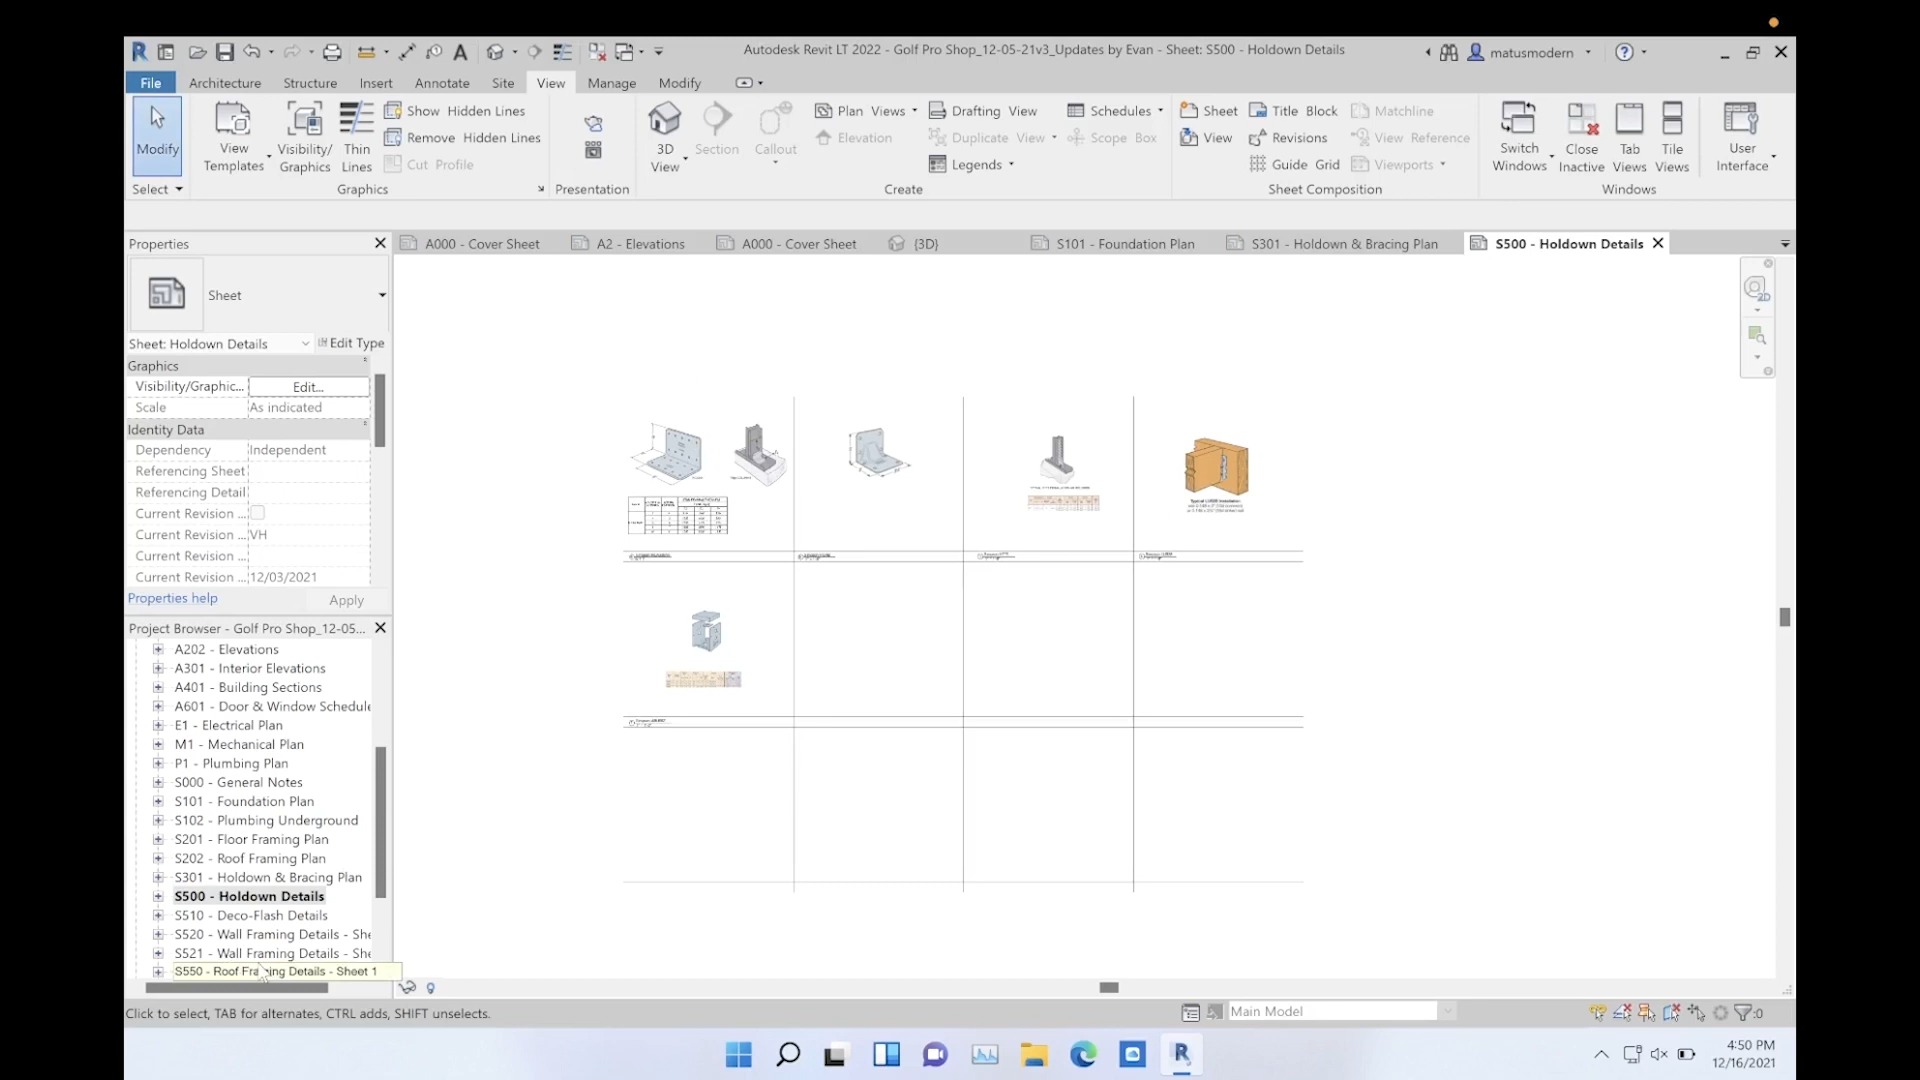 Autodesk Revit LT 2022 - Golf Pro Shop_12-05-21v3_Updates by Evan - Sheet: S500 - Holdown Details
matusmodern
File Architecture Structure Insert Annotate Site View Manage Modify
Show Hidden Lines
Remove Hidden Lines
Cut Profile
Modify
View Templates
Visibility/ Graphics
Thin Lines
3D View
Section
Callout
Plan Views
Elevation
Drafting View
Duplicate View
Legends
Schedules
Scope Box
Sheet
View
Title Block
Revisions
Guide Grid
Matchline
View Reference
Viewports
Switch Windows
Close Inactive
Tab Views
Tile Views
User Interface
Select
Graphics
Presentation
Create
Sheet Composition
Windows
Properties
A000 - Cover Sheet
A2 - Elevations
A000 - Cover Sheet
{3D}
S101 - Foundation Plan
S301 - Holdown & Bracing Plan
S500 - Holdown Details
Sheet
Sheet: Holdown Details
Edit Type
Graphics
Visibility/Graphic... Edit...
Scale As indicated
Identity Data
Dependency Independent
Referencing Sheet
Referencing Detail
Current Revision ...
Current Revision ... VH
Current Revision ...
Current Revision ... 12/03/2021
Properties help
Apply
Project Browser - Golf Pro Shop_12-05...
A202 - Elevations
A301 - Interior Elevations
A401 - Building Sections
A601 - Door & Window Schedule
E1 - Electrical Plan
M1 - Mechanical Plan
P1 - Plumbing Plan
S000 - General Notes
S101 - Foundation Plan
S102 - Plumbing Underground
S201 - Floor Framing Plan
S202 - Roof Framing Plan
S301 - Holdown & Bracing Plan
S500 - Holdown Details
S510 - Deco-Flash Details
S520 - Wall Framing Details - She
S521 - Wall Framing Details - She
S550 - Roof Framing Details - Sheet 1
2D
Click to select, TAB for alternates, CTRL adds, SHIFT unselects.
Main Model
:0
4:50 PM
12/16/2021